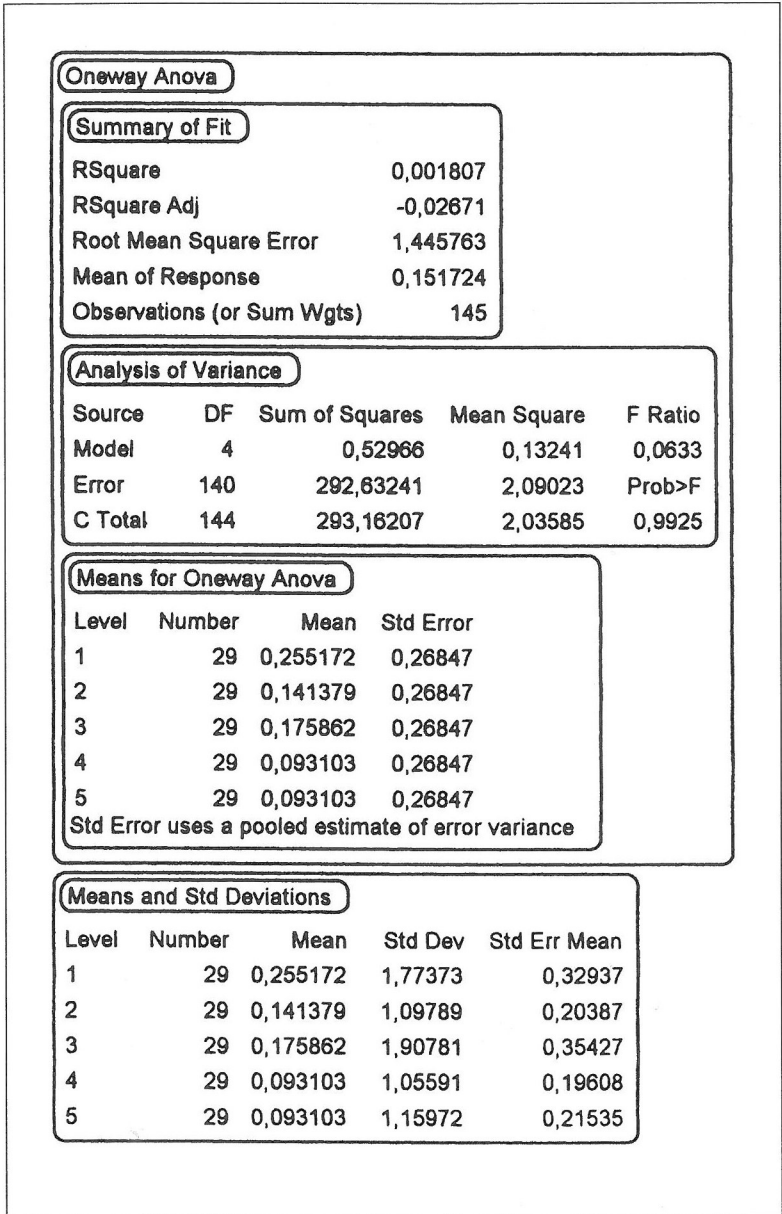 Oneway Anova
Summary of Fit
RSquare 0,001807
RSquare Adj -0,02671
Root Mean Square Error 1,445763
Mean of Response 0,151724
Observations (or Sum Wgts) 145
Analysis of Variance
Source DF Sum of Squares Mean Square F Ratio
Model 4 0,52966 0,13241 0,0633
Error 140 292,63241 2,09023 Prob>F
C Total 144 293,16207 2,03585 0,9925
Means for Oneway Anova
Level Number Mean Std Error
1 29 0,255172 0,26847
2 29 0,141379 0,26847
3 29 0,175862 0,26847
4 29 0,093103 0,26847
5 29 0,093103 0,26847
Std Error uses a pooled estimate of error variance
Means and Std Deviations
Level Number Mean Std Dev Std Err Mean
1 29 0,255172 1,77373 0,32937
2 29 0,141379 1,09789 0,20387
3 29 0,175862 1,90781 0,35427
4 29 0,093103 1,05591 0,19608
5 29 0,093103 1,15972 0,21535